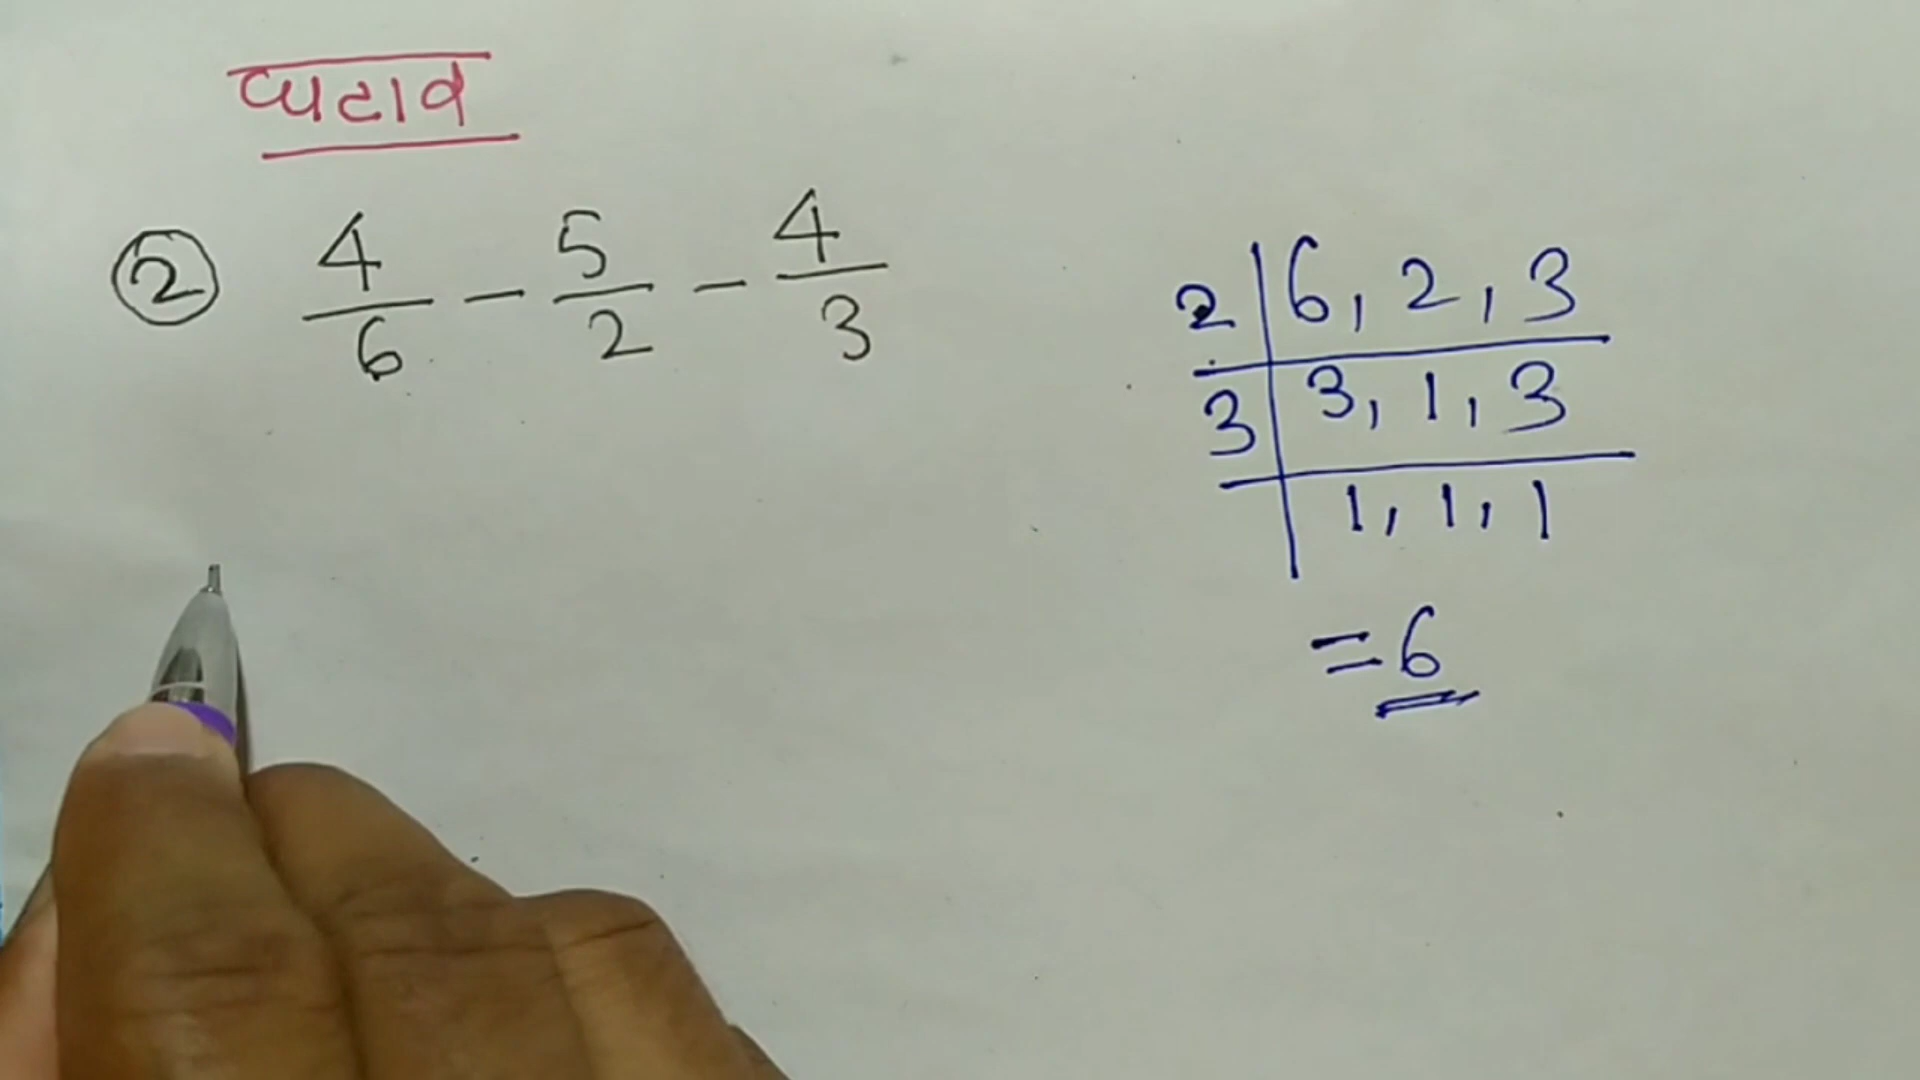 घटाव
② 4/6 - 5/2 - 4/3
2 | 6, 2, 3
3 | 3, 1, 3
1, 1, 1
= 6